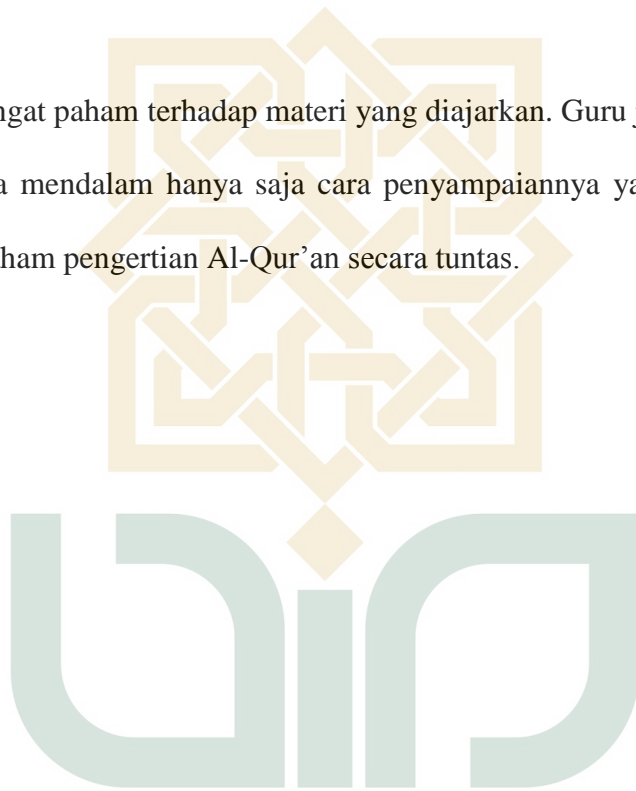 ngat paham terhadap materi yang diajarkan. Guru
a mendalam hanya saja cara penyampaiannya ya
ham pengertian Al-Qur’an secara tuntas.